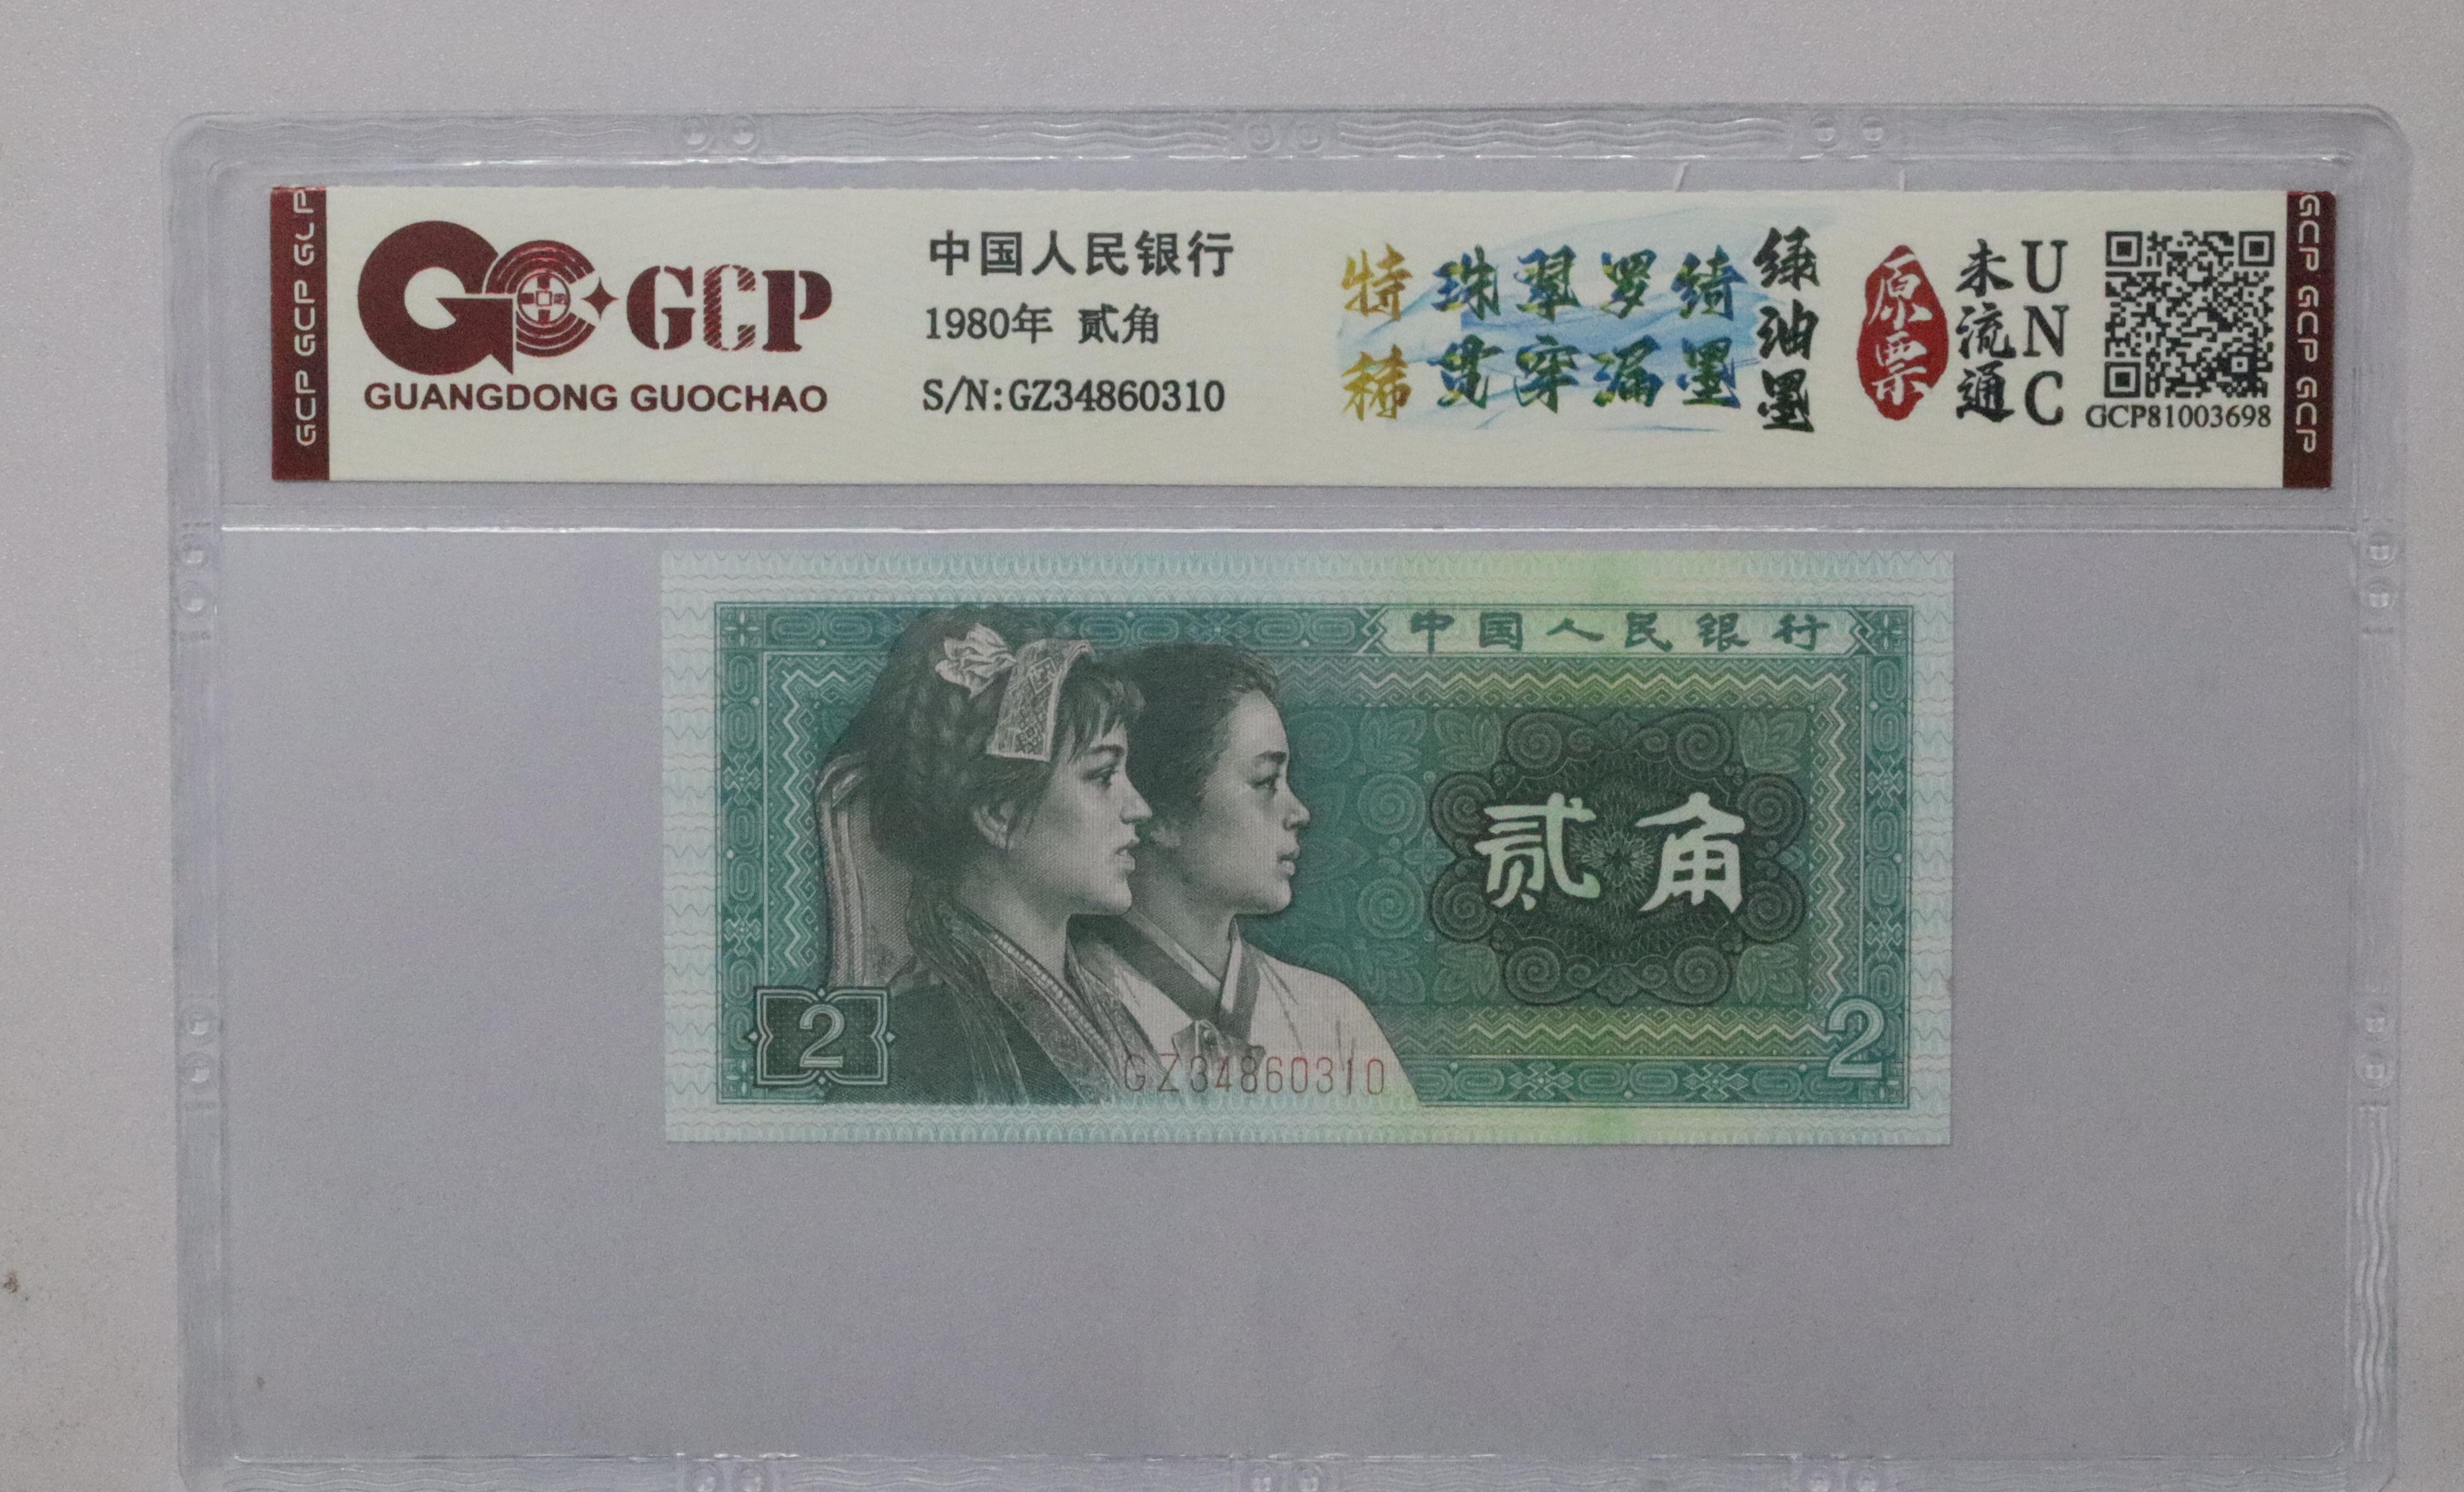 GCP GCP GCP
GCP
GUANGDONG GUOCHAO
中国人民银行
1980年 贰角
S/N:GZ34860310
特稀
珠翠罗绮
贯穿漏墨
绿油墨
原票
未流通
UNC
GCP81003698
GCP GCP GCP
中国人民银行
贰角
2
2
GZ34860310